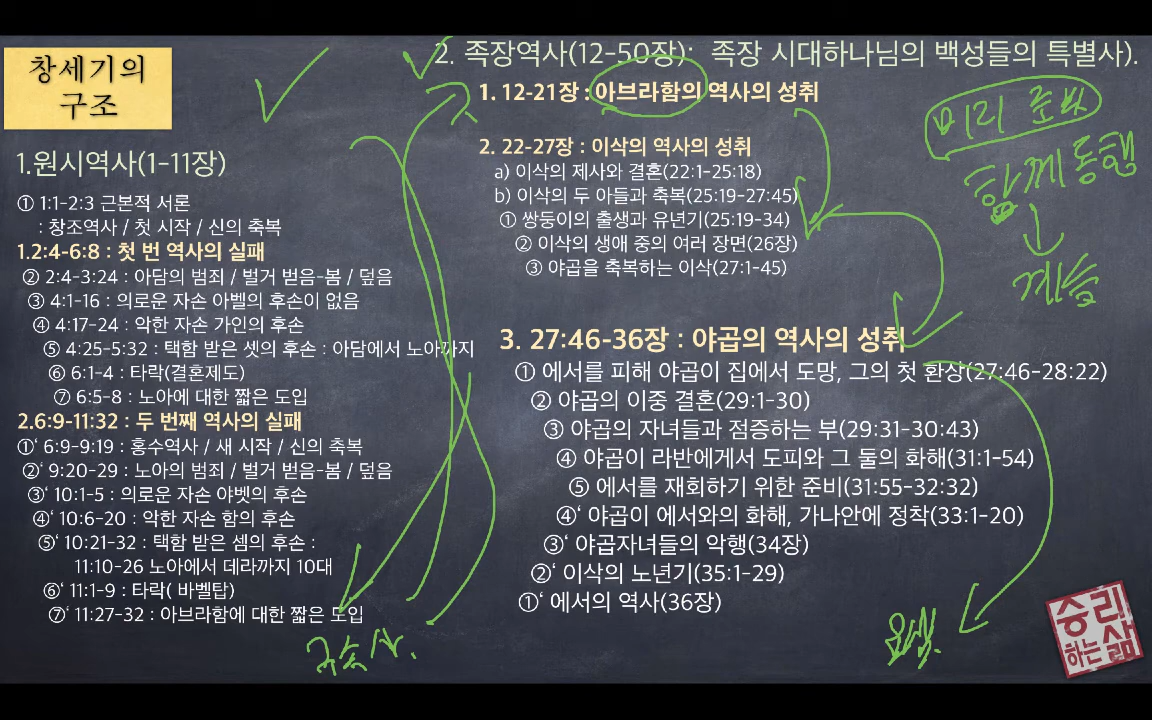 창세기의
구조
1.원시역사(1-11장)
① 1:1-2:3 근본적 서론
: 창조역사 / 첫 시작 / 신의 축복
1.2:4-6:8 : 첫 번 역사의 실패
② 2:4-3:24 : 아담의 범죄 / 벌거 벋음-봄 / 덮음
③ 4:1-16 : 의로운 자손 아벨의 후손이 없음
④ 4:17-24 : 악한 자손 가인의 후손
⑤ 4:25-5:32 : 택함 받은 셋의 후손 : 아담에서 노아까지
⑥ 6:1-4 : 타락(결혼제도)
⑦ 6:5-8 : 노아에 대한 짧은 도입
2.6:9-11:32 : 두 번째 역사의 실패
①‘ 6:9-9:19 : 홍수역사 / 새 시작 / 신의 축복
②‘ 9:20-29 : 노아의 범죄 / 벌거 벋음-봄 / 덮음
③‘ 10:1-5 : 의로운 자손 야벳의 후손
④‘ 10:6-20 : 악한 자손 함의 후손
⑤‘ 10:21-32 : 택함 받은 셈의 후손 :
11:10-26 노아에서 데라까지 10대
⑥‘ 11:1-9 : 타락( 바벨탑)
⑦‘ 11:27-32 : 아브라함에 대한 짧은 도입
구속사.
2. 족장역사(12-50장): 족장 시대하나님의 백성들의 특별사).
1. 12-21장 : 아브라함의 역사의 성취
2. 22-27장 : 이삭의 역사의 성취
a) 이삭의 제사와 결혼(22:1-25:18)
b) 이삭의 두 아들과 축복(25:19-27:45)
① 쌍둥이의 출생과 유년기(25:19-34)
② 이삭의 생애 중의 여러 장면(26장)
③ 야곱을 축복하는 이삭(27:1-45)
3. 27:46-36장 : 야곱의 역사의 성취
① 에서를 피해 야곱이 집에서 도망, 그의 첫 환상(27:46-28:22)
② 야곱의 이중 결혼(29:1-30)
③ 야곱의 자녀들과 점증하는 부(29:31-30:43)
④ 야곱이 라반에게서 도피와 그 둘의 화해(31:1-54)
⑤ 에서를 재회하기 위한 준비(31:55-32:32)
④‘ 야곱이 에서와의 화해, 가나안에 정착(33:1-20)
③‘ 야곱자녀들의 악행(34장)
②‘ 이삭의 노년기(35:1-29)
①‘ 에서의 역사(36장)
미리 준비
함께 동행
계승
요셉.
승리
하는 삶